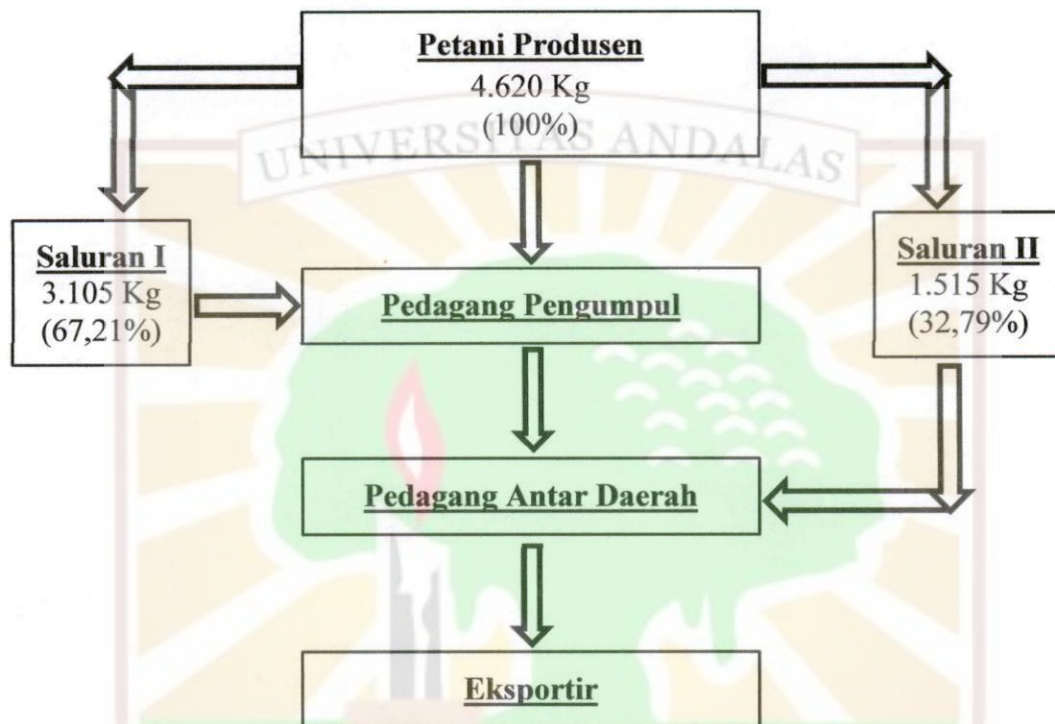 Petani Produsen
4.620 Kg
(100%)
UNIVERSITAS ANDALAS
Saluran I
3.105 Kg
(67,21%)
Saluran II
1.515 Kg
(32,79%)
Pedagang Pengumpul
Pedagang Antar Daerah
Eksportir